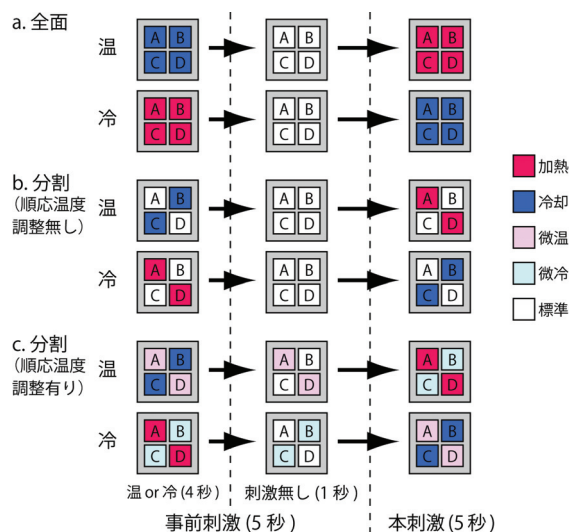 a. 全面
温
A B A B A B
C D C D C D
冷
A B A B A B
C D C D C D
b. 分割
(順応温度
調整無し)
温
A B A B A B
C D C D C D
冷
A B A B A B
C D C D C D
c. 分割
(順応温度
調整有り)
温
A B A B A B
C D C D C D
冷
A B A B A B
C D C D C D
加熱
冷却
微温
微冷
標準
温 or 冷 (4 秒) 刺激無し (1 秒)
事前刺激 (5 秒) 本刺激 (5 秒)